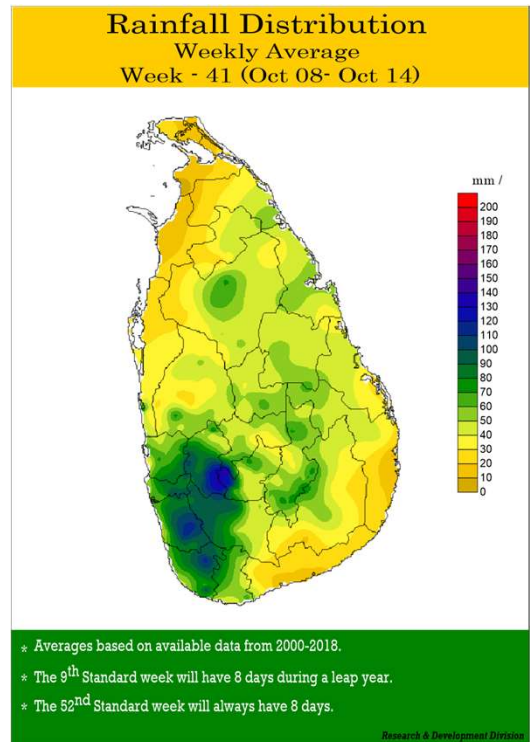 Rainfall Distribution
Weekly Average
Week - 41 (Oct 08- Oct 14)
mm /
200
190
180
170
160
150
140
130
120
110
100
90
80
70
60
50
40
30
20
10
0
* Averages based on available data from 2000-2018.
* The 9th Standard week will have 8 days during a leap year.
* The 52nd Standard week will always have 8 days.
Research & Development Division